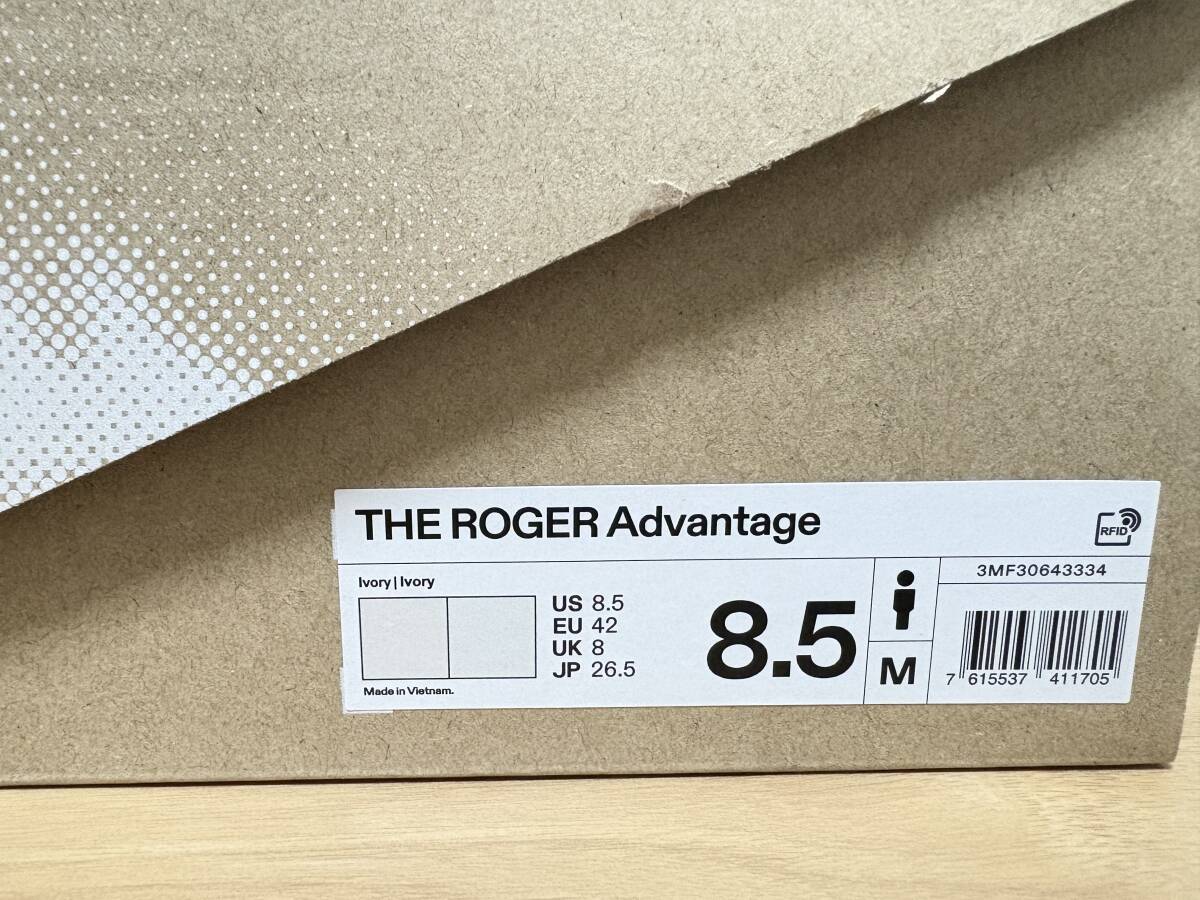 THE ROGER Advantage
RFID
Ivory | Ivory
US 8.5
EU 42
UK 8
JP 26.5
Made in Vietnam.
8.5
M
3MF30643334
7 615537 411705